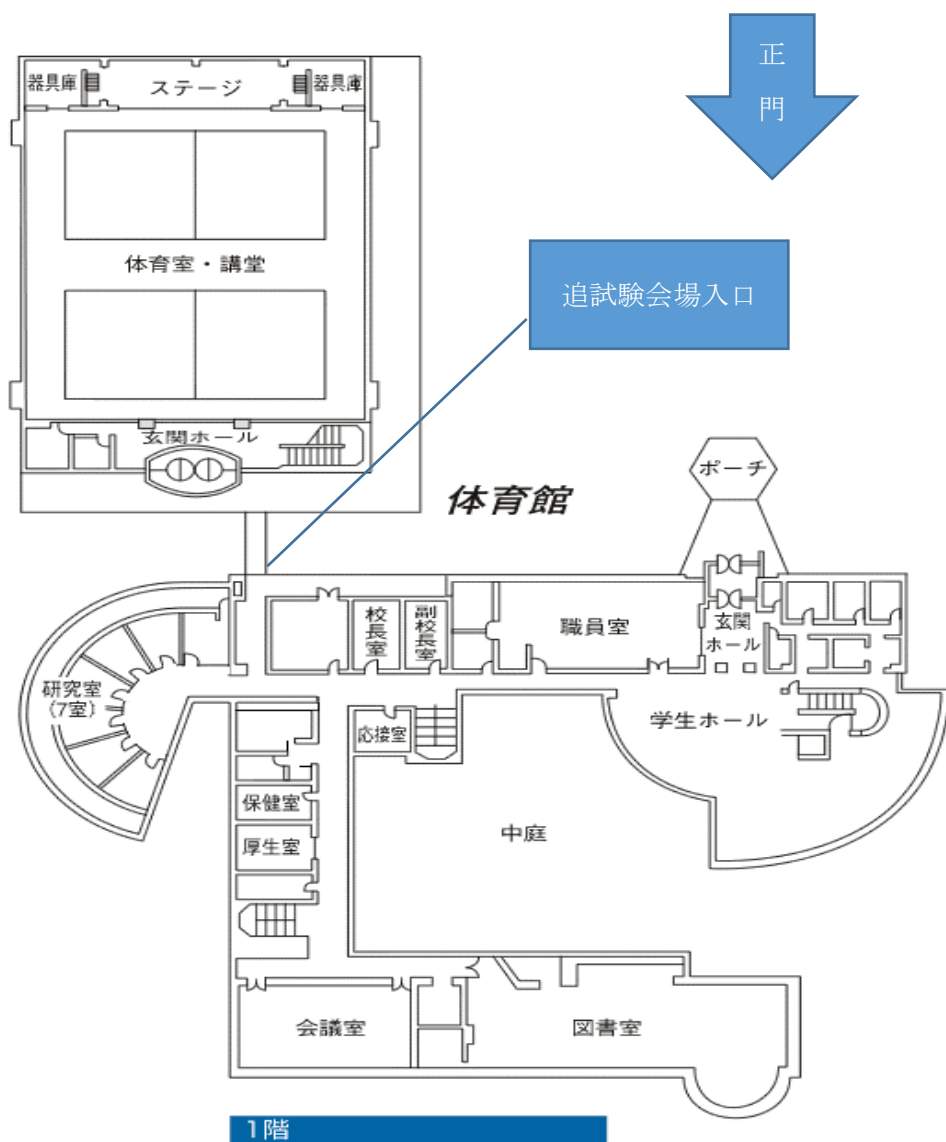 正
門
器具庫
ステージ
器具庫
体育室・講堂
追試験会場入口
玄関ホール
ポーチ
体育館
校長室
副校長室
職員室
玄関
ホール
研究室
(7室)
応接室
学生ホール
保健室
厚生室
中庭
会議室
図書室
1階